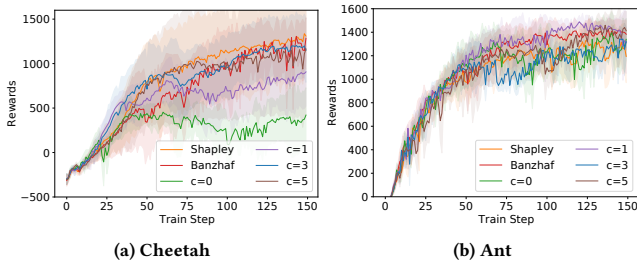 1500
1000
500
0
−500
Rewards
Shapley
Banzhaf
c=0
c=1
c=3
c=5
0 25 50 75 100 125 150
Train Step
(a) Cheetah
1600
1400
1200
1000
800
600
400
200
0
Rewards
Shapley
Banzhaf
c=0
c=1
c=3
c=5
0 25 50 75 100 125 150
Train Step
(b) Ant